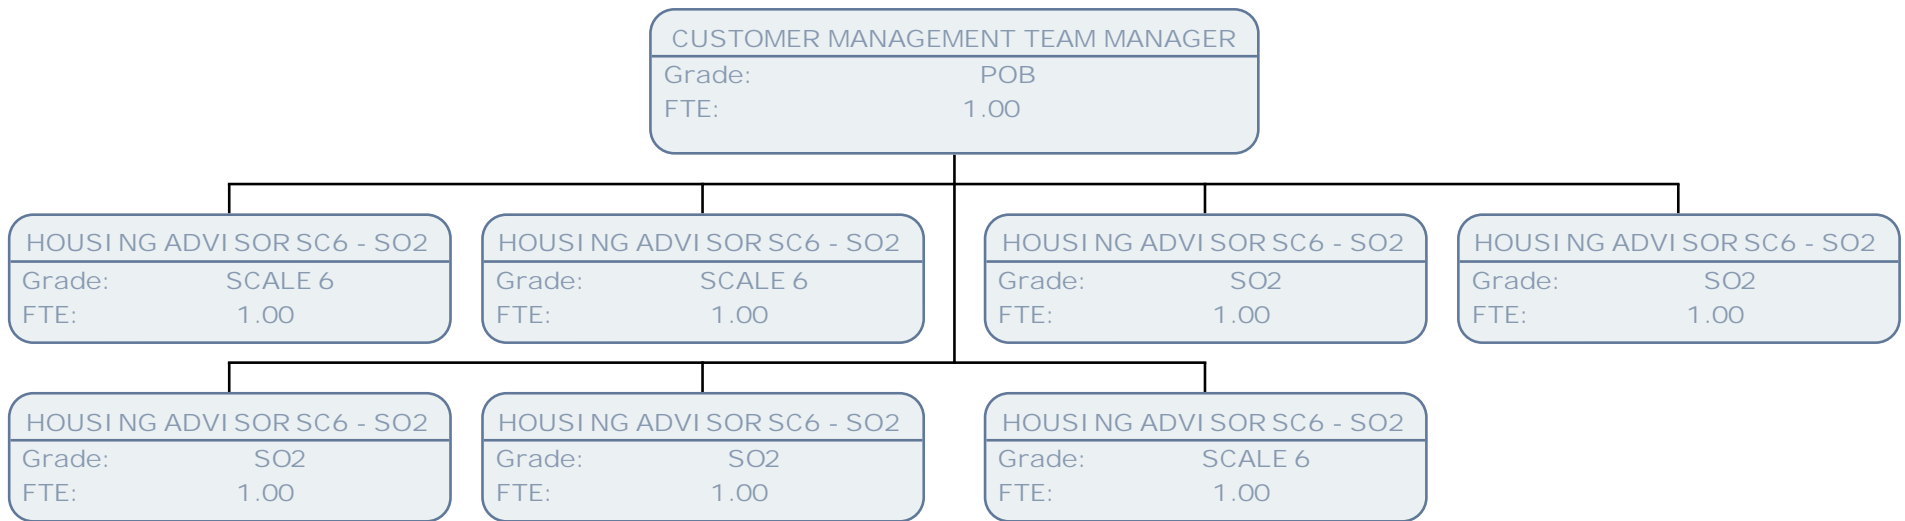 CUSTOMER MANAGEMENT TEAM MANAGER
Grade: POB
FTE: 1.00
HOUSING ADVISOR SC6 - SO2
Grade: SCALE 6
FTE: 1.00
HOUSING ADVISOR SC6 - SO2
Grade: SCALE 6
FTE: 1.00
HOUSING ADVISOR SC6 - SO2
Grade: SO2
FTE: 1.00
HOUSING ADVISOR SC6 - SO2
Grade: SO2
FTE: 1.00
HOUSING ADVISOR SC6 - SO2
Grade: SO2
FTE: 1.00
HOUSING ADVISOR SC6 - SO2
Grade: SO2
FTE: 1.00
HOUSING ADVISOR SC6 - SO2
Grade: SCALE 6
FTE: 1.00